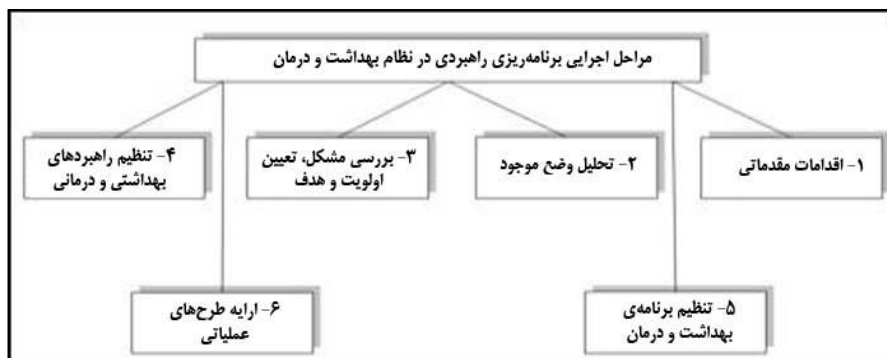 مراحل اجرایی برنامه‌ریزی راهبردی در نظام بهداشت و درمان
۱- اقدامات مقدماتی
۲- تحلیل وضع موجود
۳- بررسی مشکل، تعیین
اولویت و هدف
۴- تنظیم راهبردهای
بهداشتی و درمانی
۵- تنظیم برنامه‌ی
بهداشت و درمان
۶- ارایه طرح‌های
عملیاتی